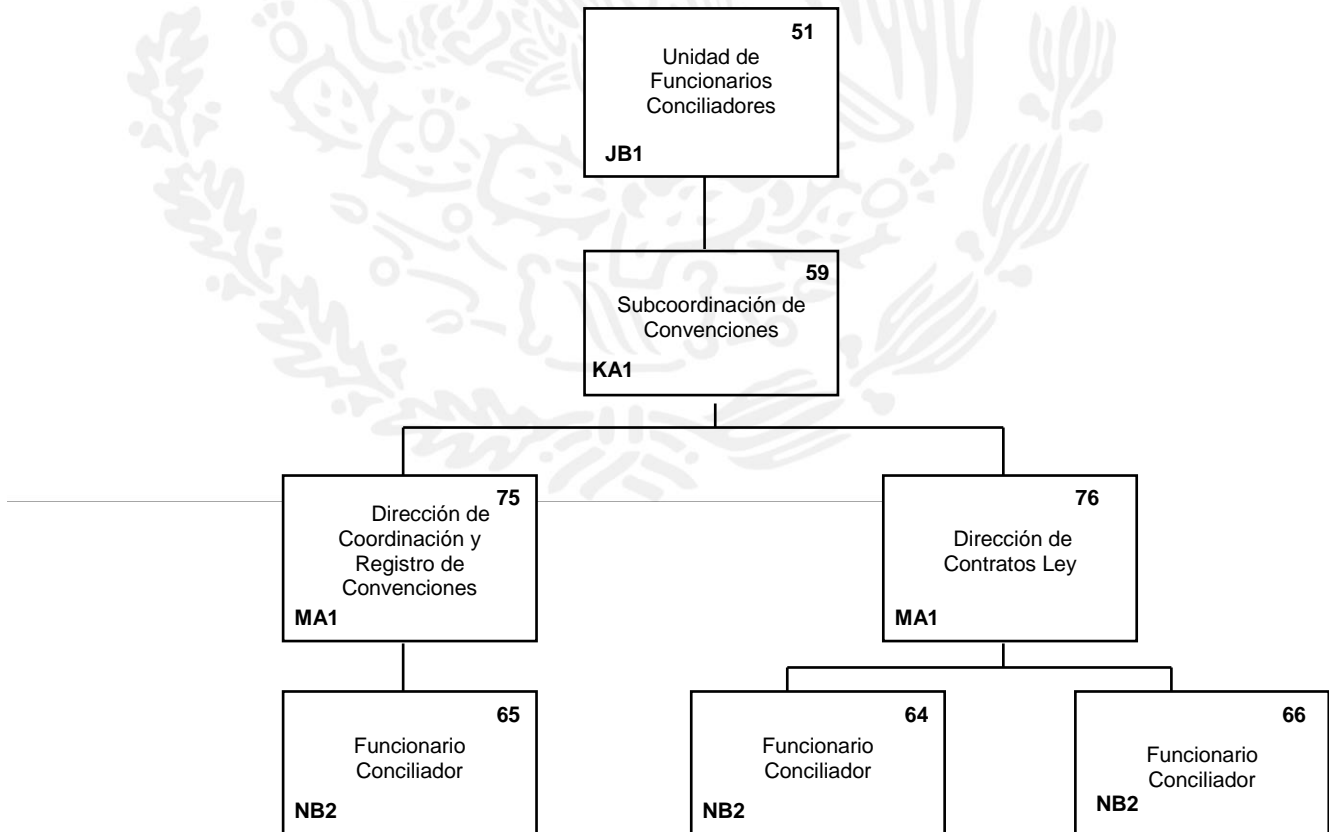 51
Unidad de
Funcionarios
Conciliadores
JB1
59
Subcoordinación de
Convenciones
KA1
75
Dirección de
Coordinación y
Registro de
Convenciones
MA1
76
Dirección de
Contratos Ley
MA1
65
Funcionario
Conciliador
NB2
64
Funcionario
Conciliador
NB2
66
Funcionario
Conciliador
NB2